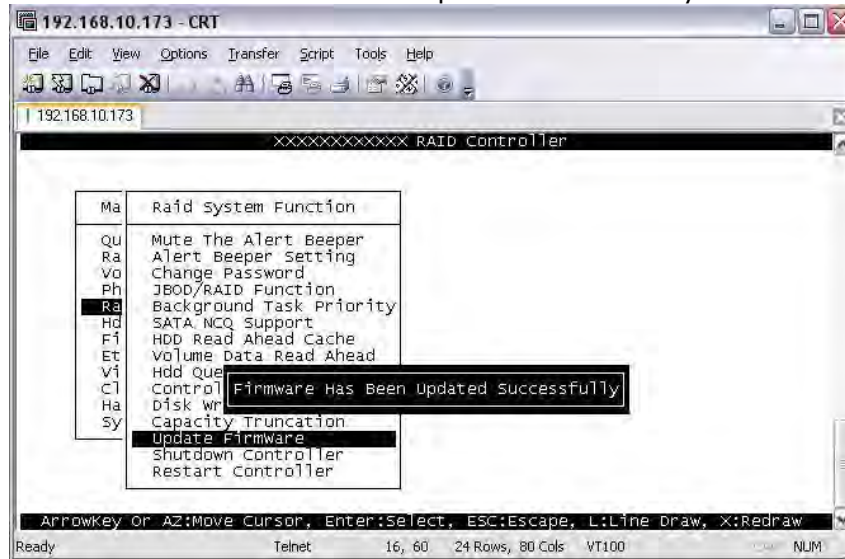 192.168.10.173 - CRT
File Edit View Options Transfer Script Tools Help
192.168.10.173
XXXXXXXXXXXX RAID Controller
Ma
Raid System Function
Qu
Mute The Alert Beeper
Ra
Alert Beeper Setting
Vo
Change Password
Ph
JBOD/RAID Function
Ra
Background Task Priority
Hd
SATA NCQ Support
Fi
HDD Read Ahead Cache
Et
Volume Data Read Ahead
Vi
Hdd Que
Cl
Control
Firmware Has Been Updated Successfully
Ha
Disk Wr
Sy
Capacity Truncation
Update Firmware
Shutdown Controller
Restart Controller
ArrowKey Or AZ:Move Cursor, Enter:Select, ESC:Escape, L:Line Draw, X:Redraw
Ready Telnet 16, 60 24 Rows, 80 Cols VT100 NUM